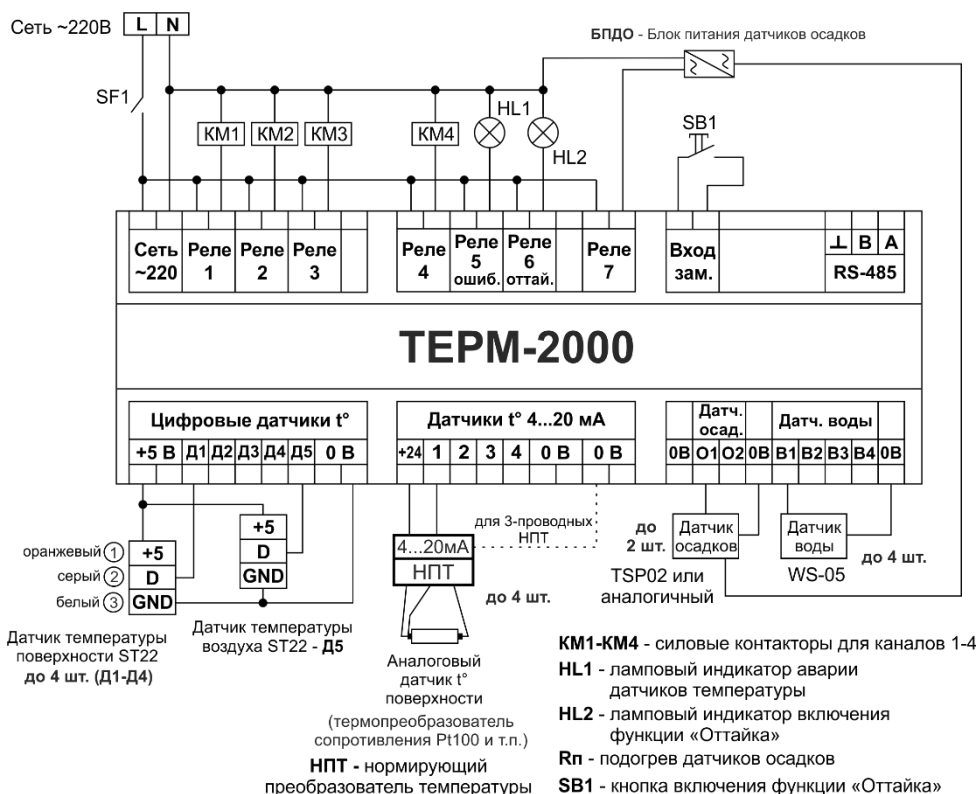 Сеть ~220В
L N
БПДО - Блок питания датчиков осадков
SF1
КМ1
КМ2
КМ3
КМ4
HL1
HL2
SB1
Сеть ~220
Реле 1
Реле 2
Реле 3
Реле 4
Реле 5 ошиб.
Реле 6 оттай.
Реле 7
Вход зам.
⊥ B A
RS-485
ТЕРМ-2000
Цифровые датчики t°
+5 В Д1 Д2 Д3 Д4 Д5 0 В
Датчики t° 4...20 мА
+24 1 2 3 4 0 В 0 В
Датч. осад.
Датч. воды
0В О1 О2 0В В1 В2 В3 В4 0В
оранжевый 1
серый 2
белый 3
+5
D
GND
+5
D
GND
4...20мА
НПТ
для 3-проводных
НПТ
до 4 шт.
до
2 шт.
Датчик
осадков
TSP02 или
аналогичный
Датчик
воды
WS-05
до 4 шт.
Датчик температуры
поверхности ST22
до 4 шт. (Д1-Д4)
Датчик температуры
воздуха ST22 - Д5
Аналоговый
датчик t°
поверхности
(термопреобразователь
сопротивления Pt100 и т.п.)
НПТ - нормирующий
преобразователь температуры
КМ1-КМ4 - силовые контакторы для каналов 1-4
HL1 - ламповый индикатор аварии
датчиков температуры
HL2 - ламповый индикатор включения
функции «Оттайка»
Rп - подогрев датчиков осадков
SB1 - кнопка включения функции «Оттайка»